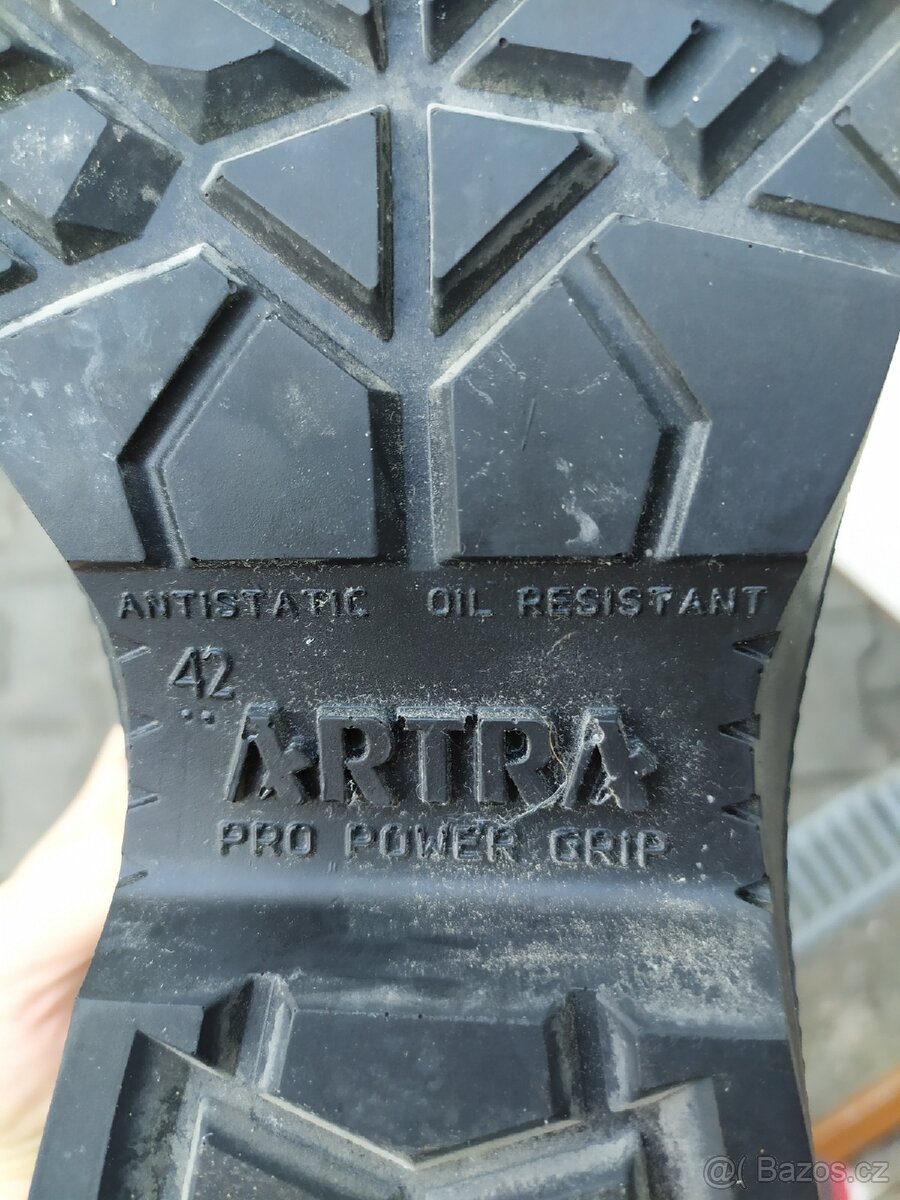 ANTISTATIC OIL RESISTANT
42
ARTRA
PRO POWER GRIP
@( Bazos.cz